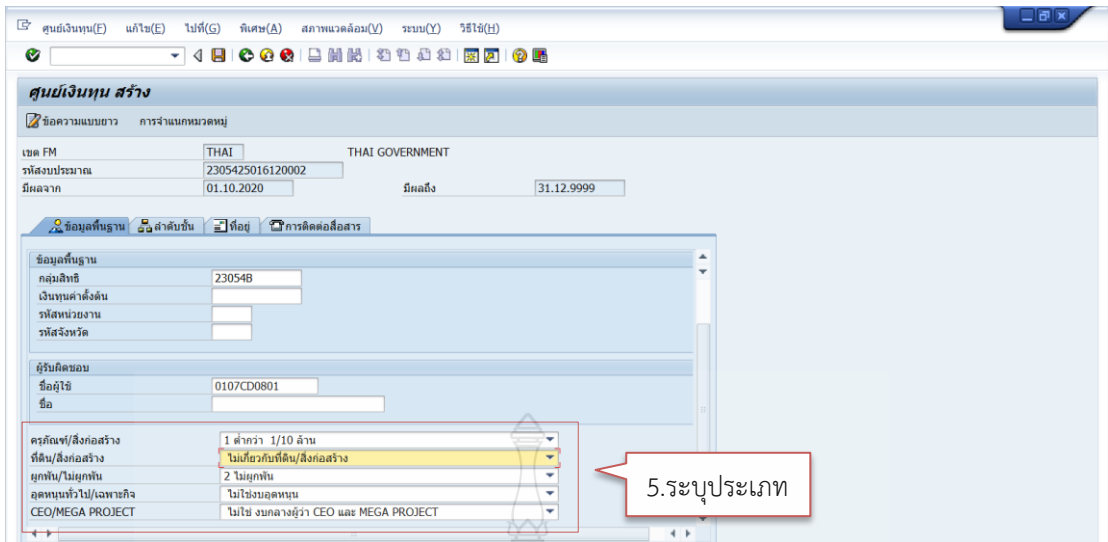 ศูนย์เงินทุน(F) แก้ไข(E) ไปที่(G) พิเศษ(A) สภาพแวดล้อม(V) ระบบ(Y) วิธีใช้(H)
ศูนย์เงินทุน สร้าง
ข้อความแบบยาว การจำแนกหมวดหมู่
เขต FM THAI THAI GOVERNMENT
รหัสงบประมาณ 2305425016120002
มีผลจาก 01.10.2020 มีผลถึง 31.12.9999
ข้อมูลพื้นฐาน ลำดับชั้น ที่อยู่ การติดต่อสื่อสาร
ข้อมูลพื้นฐาน
กลุ่มสิทธิ 23054B
เงินทุนค่าตั้งต้น
รหัสหน่วยงาน
รหัสจังหวัด
ผู้รับผิดชอบ
ชื่อผู้ใช้ 0107CD0801
ชื่อ
ครุภัณฑ์/สิ่งก่อสร้าง 1 ต่ำกว่า 1/10 ล้าน
ที่ดิน/สิ่งก่อสร้าง ไม่เกี่ยวกับที่ดิน/สิ่งก่อสร้าง
ผูกพัน/ไม่ผูกพัน 2 ไม่ผูกพัน
อุดหนุนทั่วไป/เฉพาะกิจ ไม่ใช่งบอุดหนุน
CEO/MEGA PROJECT ไม่ใช่ งบกลางผู้ว่า CEO และ MEGA PROJECT
5.ระบุประเภท